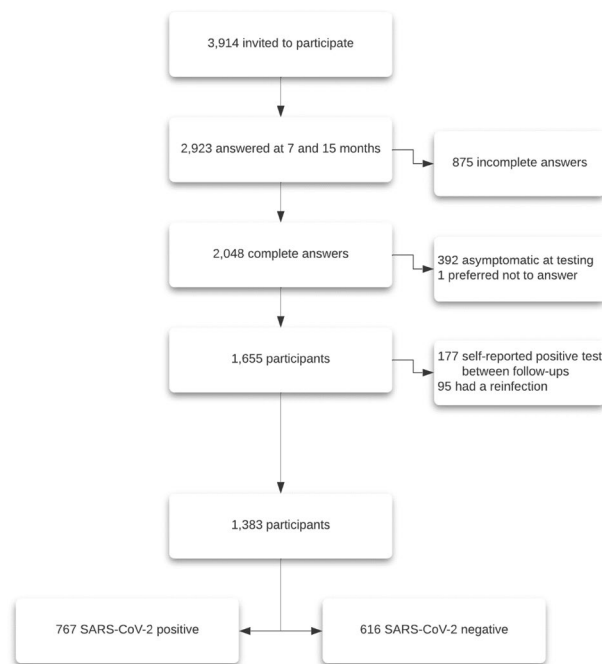 3,914 invited to participate
2,923 answered at 7 and 15 months
875 incomplete answers
2,048 complete answers
392 asymptomatic at testing
1 preferred not to answer
1,655 participants
177 self-reported positive test
between follow-ups
95 had a reinfection
1,383 participants
767 SARS-CoV-2 positive
616 SARS-CoV-2 negative